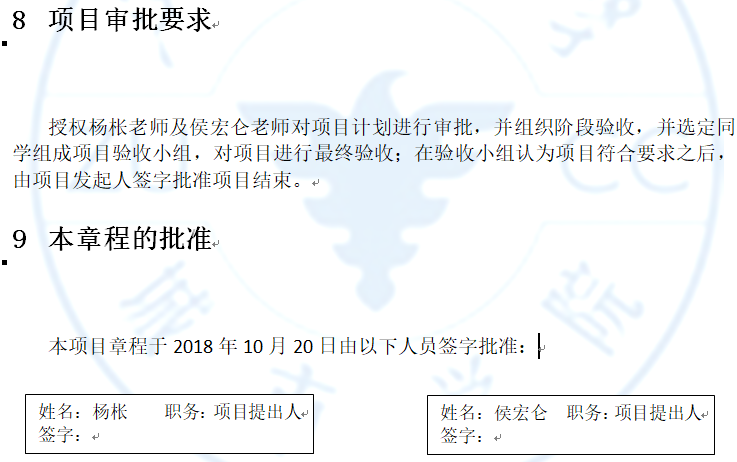 8 项目审批要求
授权杨枨老师及侯宏仑老师对项目计划进行审批，并组织阶段验收，并选定同
学组成项目验收小组，对项目进行最终验收；在验收小组认为项目符合要求之后，
由项目发起人签字批准项目结束。
9 本章程的批准
本项目章程于 2018 年 10 月 20 日由以下人员签字批准：
姓名：杨枨 职务：项目提出人
签字：
姓名：侯宏仑 职务：项目提出人
签字：
CC
院